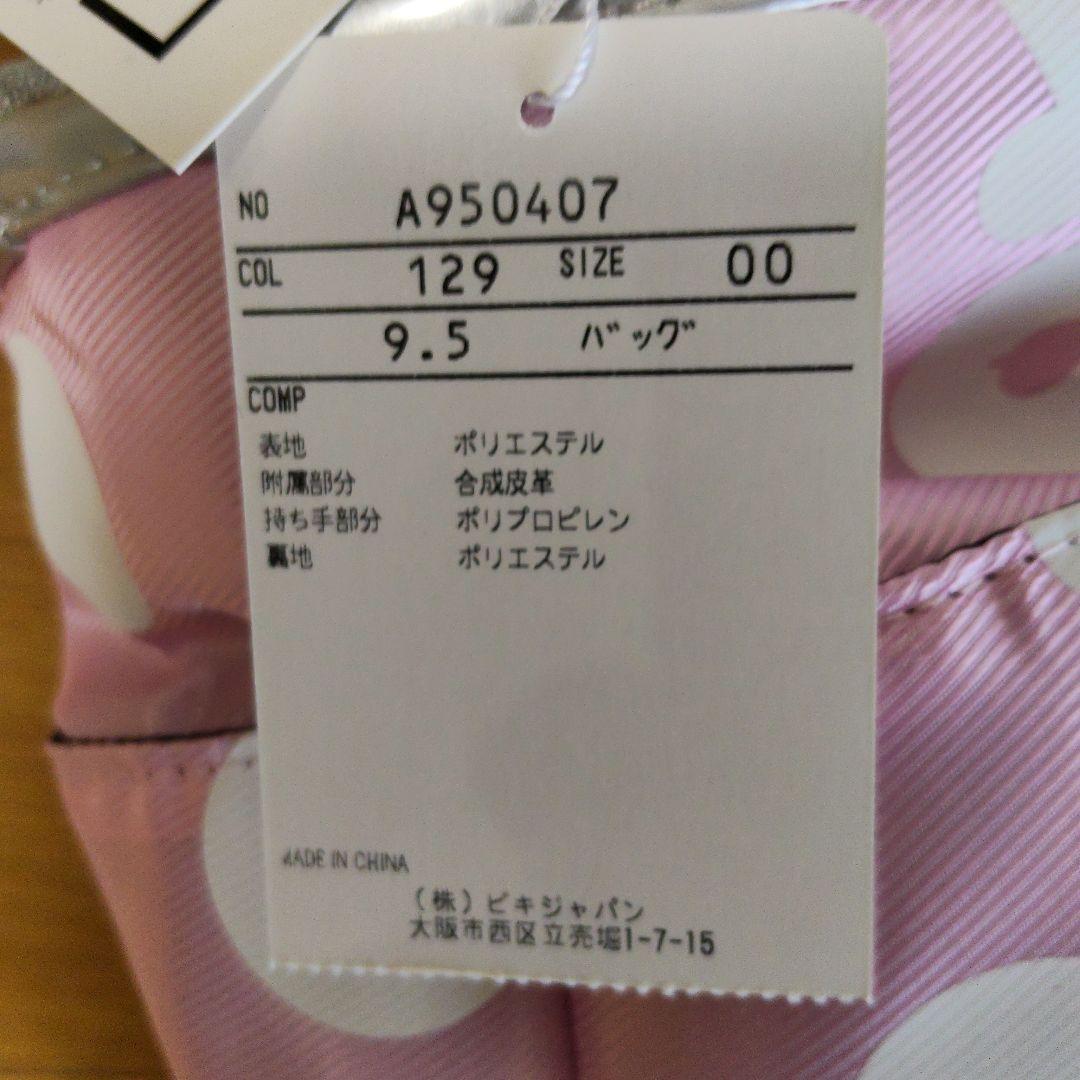 NO A950407
COL 129 SIZE 00
9.5 バッグ
COMP
表地 ポリエステル
附属部分 合成皮革
持ち手部分 ポリプロピレン
裏地 ポリエステル
MADE IN CHINA
(株)ビキジャパン
大阪市西区立売堀1-7-15